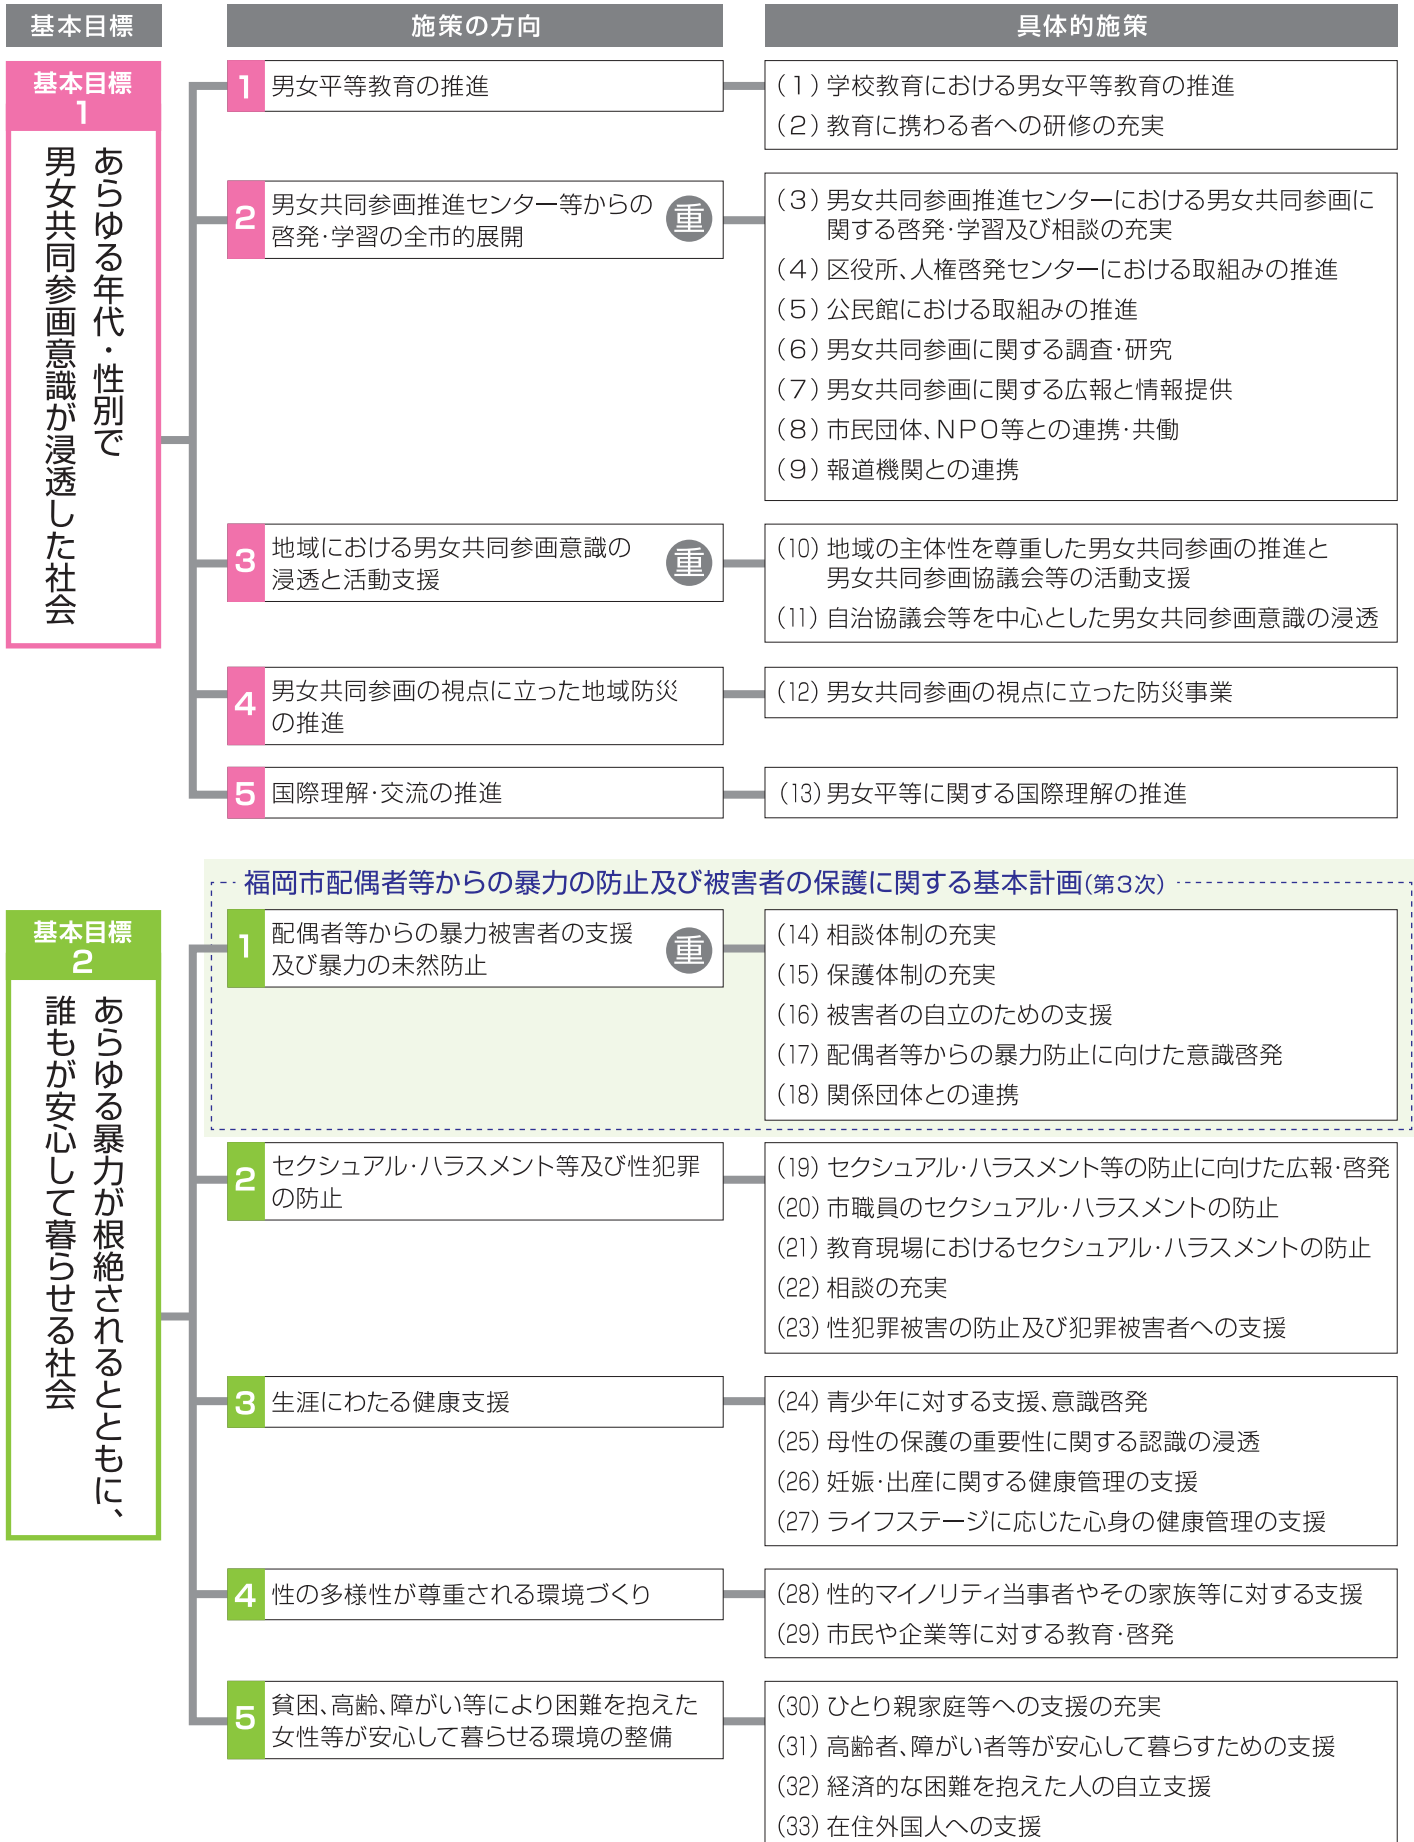 基本目標
施策の方向
具体的施策
基本目標
1
あらゆる年代・性別で
男女共同参画意識が浸透した社会
1
男女平等教育の推進
（1）学校教育における男女平等教育の推進
（2）教育に携わる者への研修の充実
2
男女共同参画推進センター等からの
啓発・学習の全市的展開
重
（3）男女共同参画推進センターにおける男女共同参画に
関する啓発・学習及び相談の充実
（4）区役所、人権啓発センターにおける取組みの推進
（5）公民館における取組みの推進
（6）男女共同参画に関する調査・研究
（7）男女共同参画に関する広報と情報提供
（8）市民団体、NPO等との連携・共働
（9）報道機関との連携
3
地域における男女共同参画意識の
浸透と活動支援
重
（10）地域の主体性を尊重した男女共同参画の推進と
男女共同参画協議会等の活動支援
（11）自治協議会等を中心とした男女共同参画意識の浸透
4
男女共同参画の視点に立った地域防災
の推進
（12）男女共同参画の視点に立った防災事業
5
国際理解・交流の推進
（13）男女平等に関する国際理解の推進
福岡市配偶者等からの暴力の防止及び被害者の保護に関する基本計画（第3次）
基本目標
2
あらゆる暴力が根絶されるとともに、
誰もが安心して暮らせる社会
1
配偶者等からの暴力被害者の支援
及び暴力の未然防止
重
（14）相談体制の充実
（15）保護体制の充実
（16）被害者の自立のための支援
（17）配偶者等からの暴力防止に向けた意識啓発
（18）関係団体との連携
2
セクシュアル・ハラスメント等及び性犯罪
の防止
（19）セクシュアル・ハラスメント等の防止に向けた広報・啓発
（20）市職員のセクシュアル・ハラスメントの防止
（21）教育現場におけるセクシュアル・ハラスメントの防止
（22）相談の充実
（23）性犯罪被害の防止及び犯罪被害者への支援
3
生涯にわたる健康支援
（24）青少年に対する支援、意識啓発
（25）母性の保護の重要性に関する認識の浸透
（26）妊娠・出産に関する健康管理の支援
（27）ライフステージに応じた心身の健康管理の支援
4
性の多様性が尊重される環境づくり
（28）性的マイノリティ当事者やその家族等に対する支援
（29）市民や企業等に対する教育・啓発
5
貧困、高齢、障がい等により困難を抱えた
女性等が安心して暮らせる環境の整備
（30）ひとり親家庭等への支援の充実
（31）高齢者、障がい者等が安心して暮らすための支援
（32）経済的な困難を抱えた人の自立支援
（33）在住外国人への支援